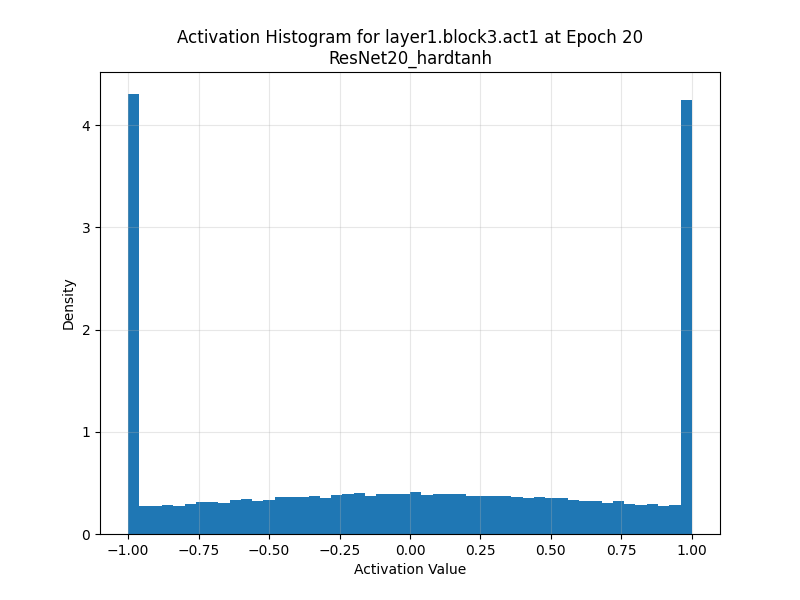 Activation Histogram for layer1.block3.act1 at Epoch 20
ResNet20_hardtanh
Density
4
3
2
1
0
−1.00 −0.75 −0.50 −0.25 0.00 0.25 0.50 0.75 1.00
Activation Value